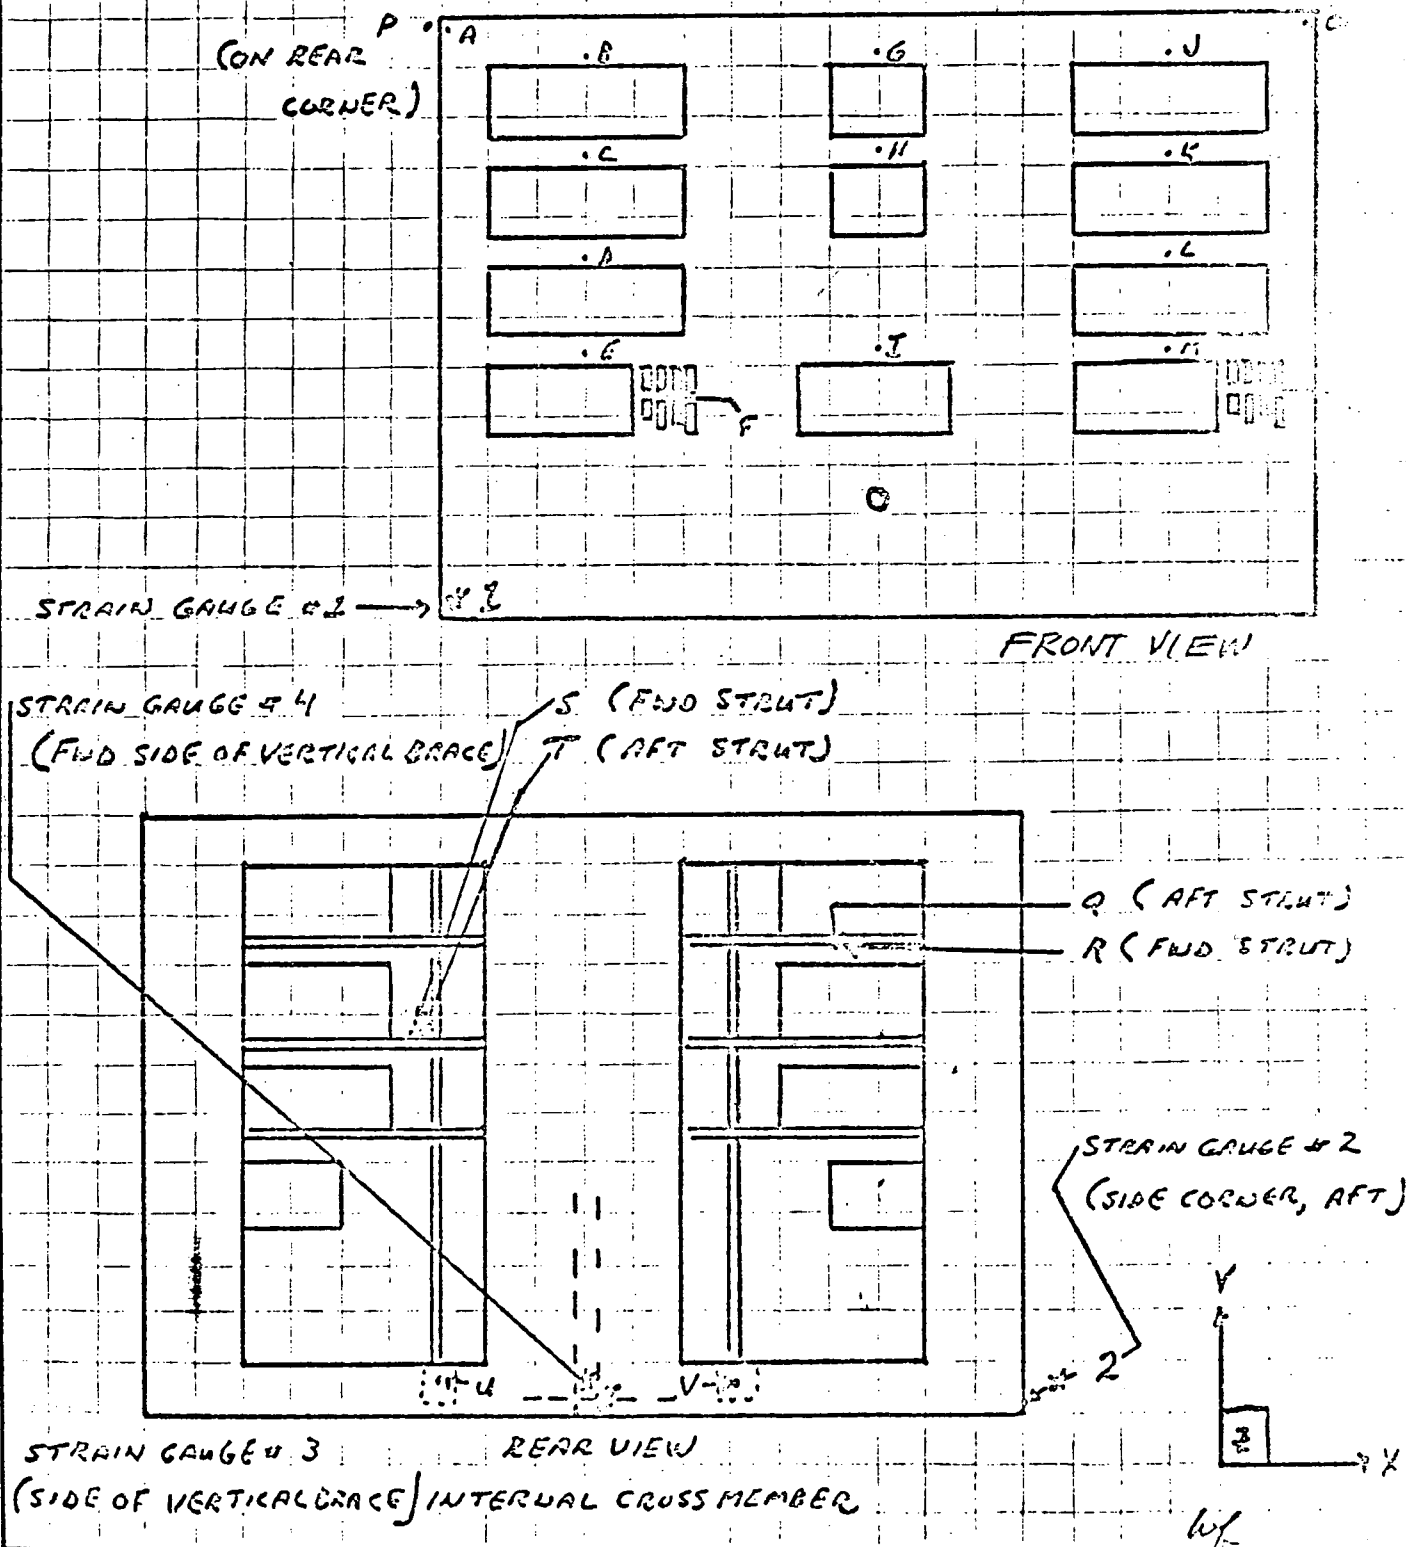 P A
(ON REAR
CORNER)
B G J
C H K
D L
E I M
F
O
STRAIN GAUGE #1
# 1
FRONT VIEW
STRAIN GAUGE # 4
(FWD SIDE OF VERTICAL BRACE)
S (FWD STRUT)
T (AFT STRUT)
Q (AFT STRUT)
R (FWD STRUT)
STRAIN GAUGE # 2
(SIDE CORNER, AFT)
Y
# 2
U V
X
STRAIN GAUGE # 3
(SIDE OF VERTICAL BRACE)
REAR VIEW
INTERNAL CROSS MEMBER